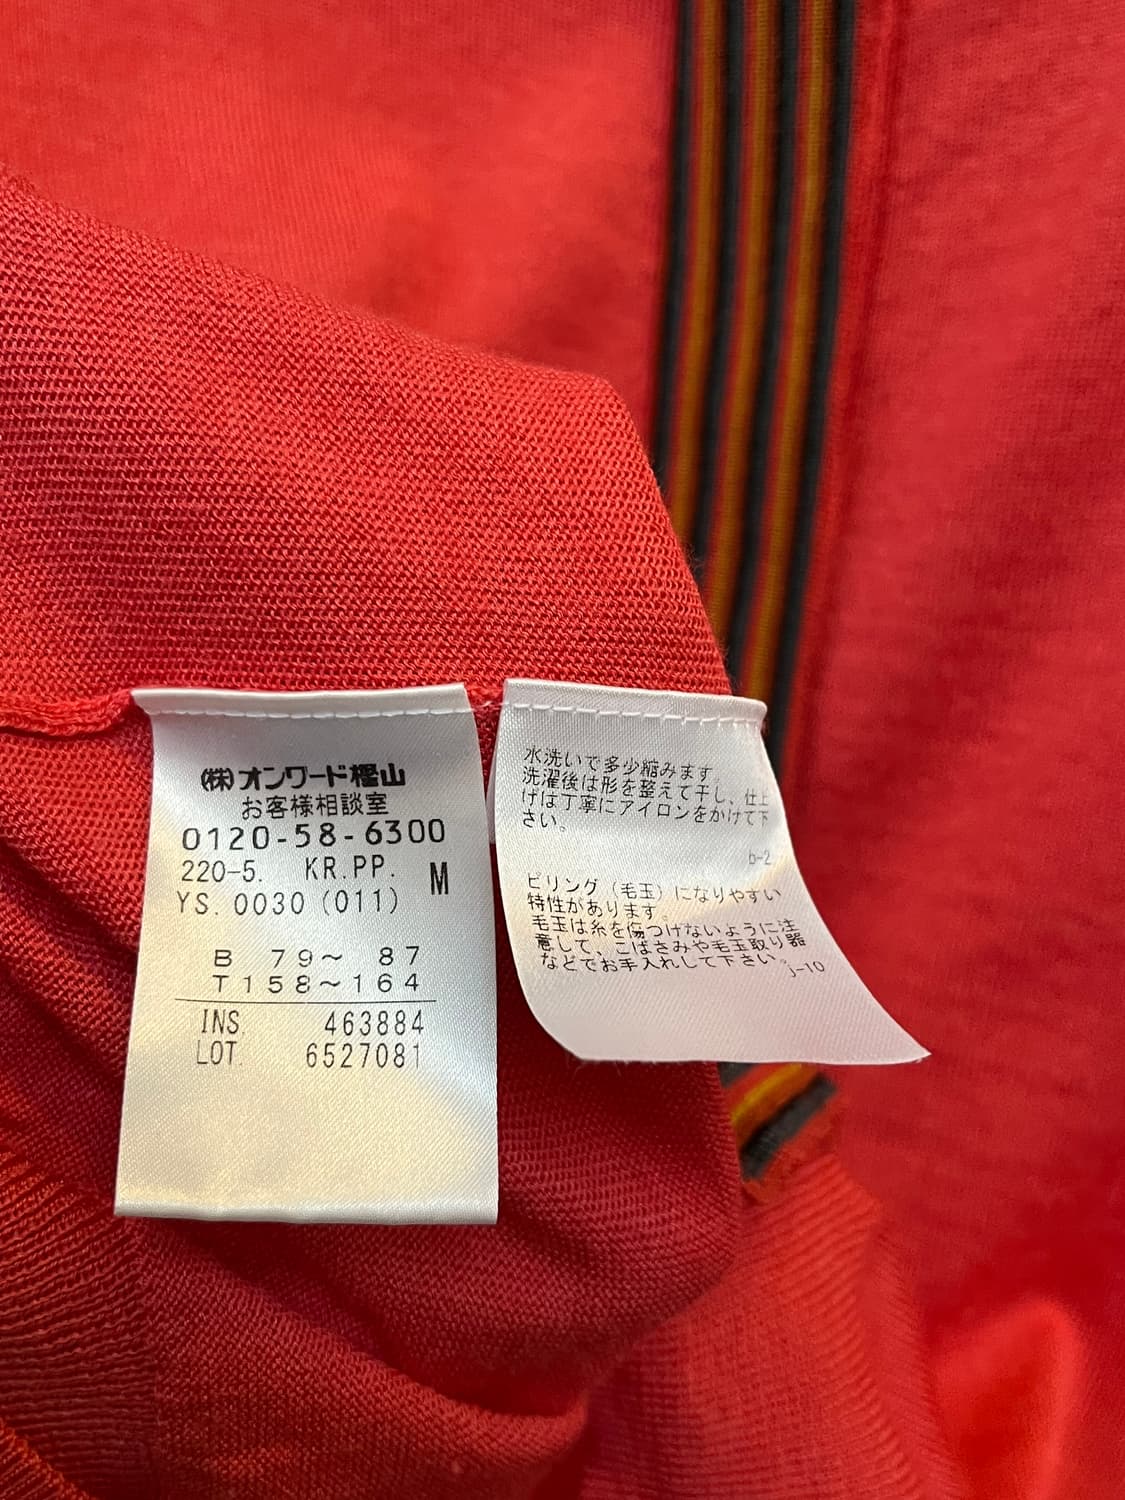 (株)オンワード樫山
お客様相談室
0120-58-6300
220-5. KR.PP. M
YS.0030(011)
B 79~ 87
T158~164
INS. 463884
LOT. 6527081
水洗いで多少縮みます。
洗濯後は形を整えて干し、仕上
げは丁寧にアイロンをかけて下
さい。
b-2
ピリング(毛玉)になりやすい
特性があります。
毛玉は糸を傷つけないように注
意して、こばさみや毛玉取り器
などでお手入れして下さい。
j-10